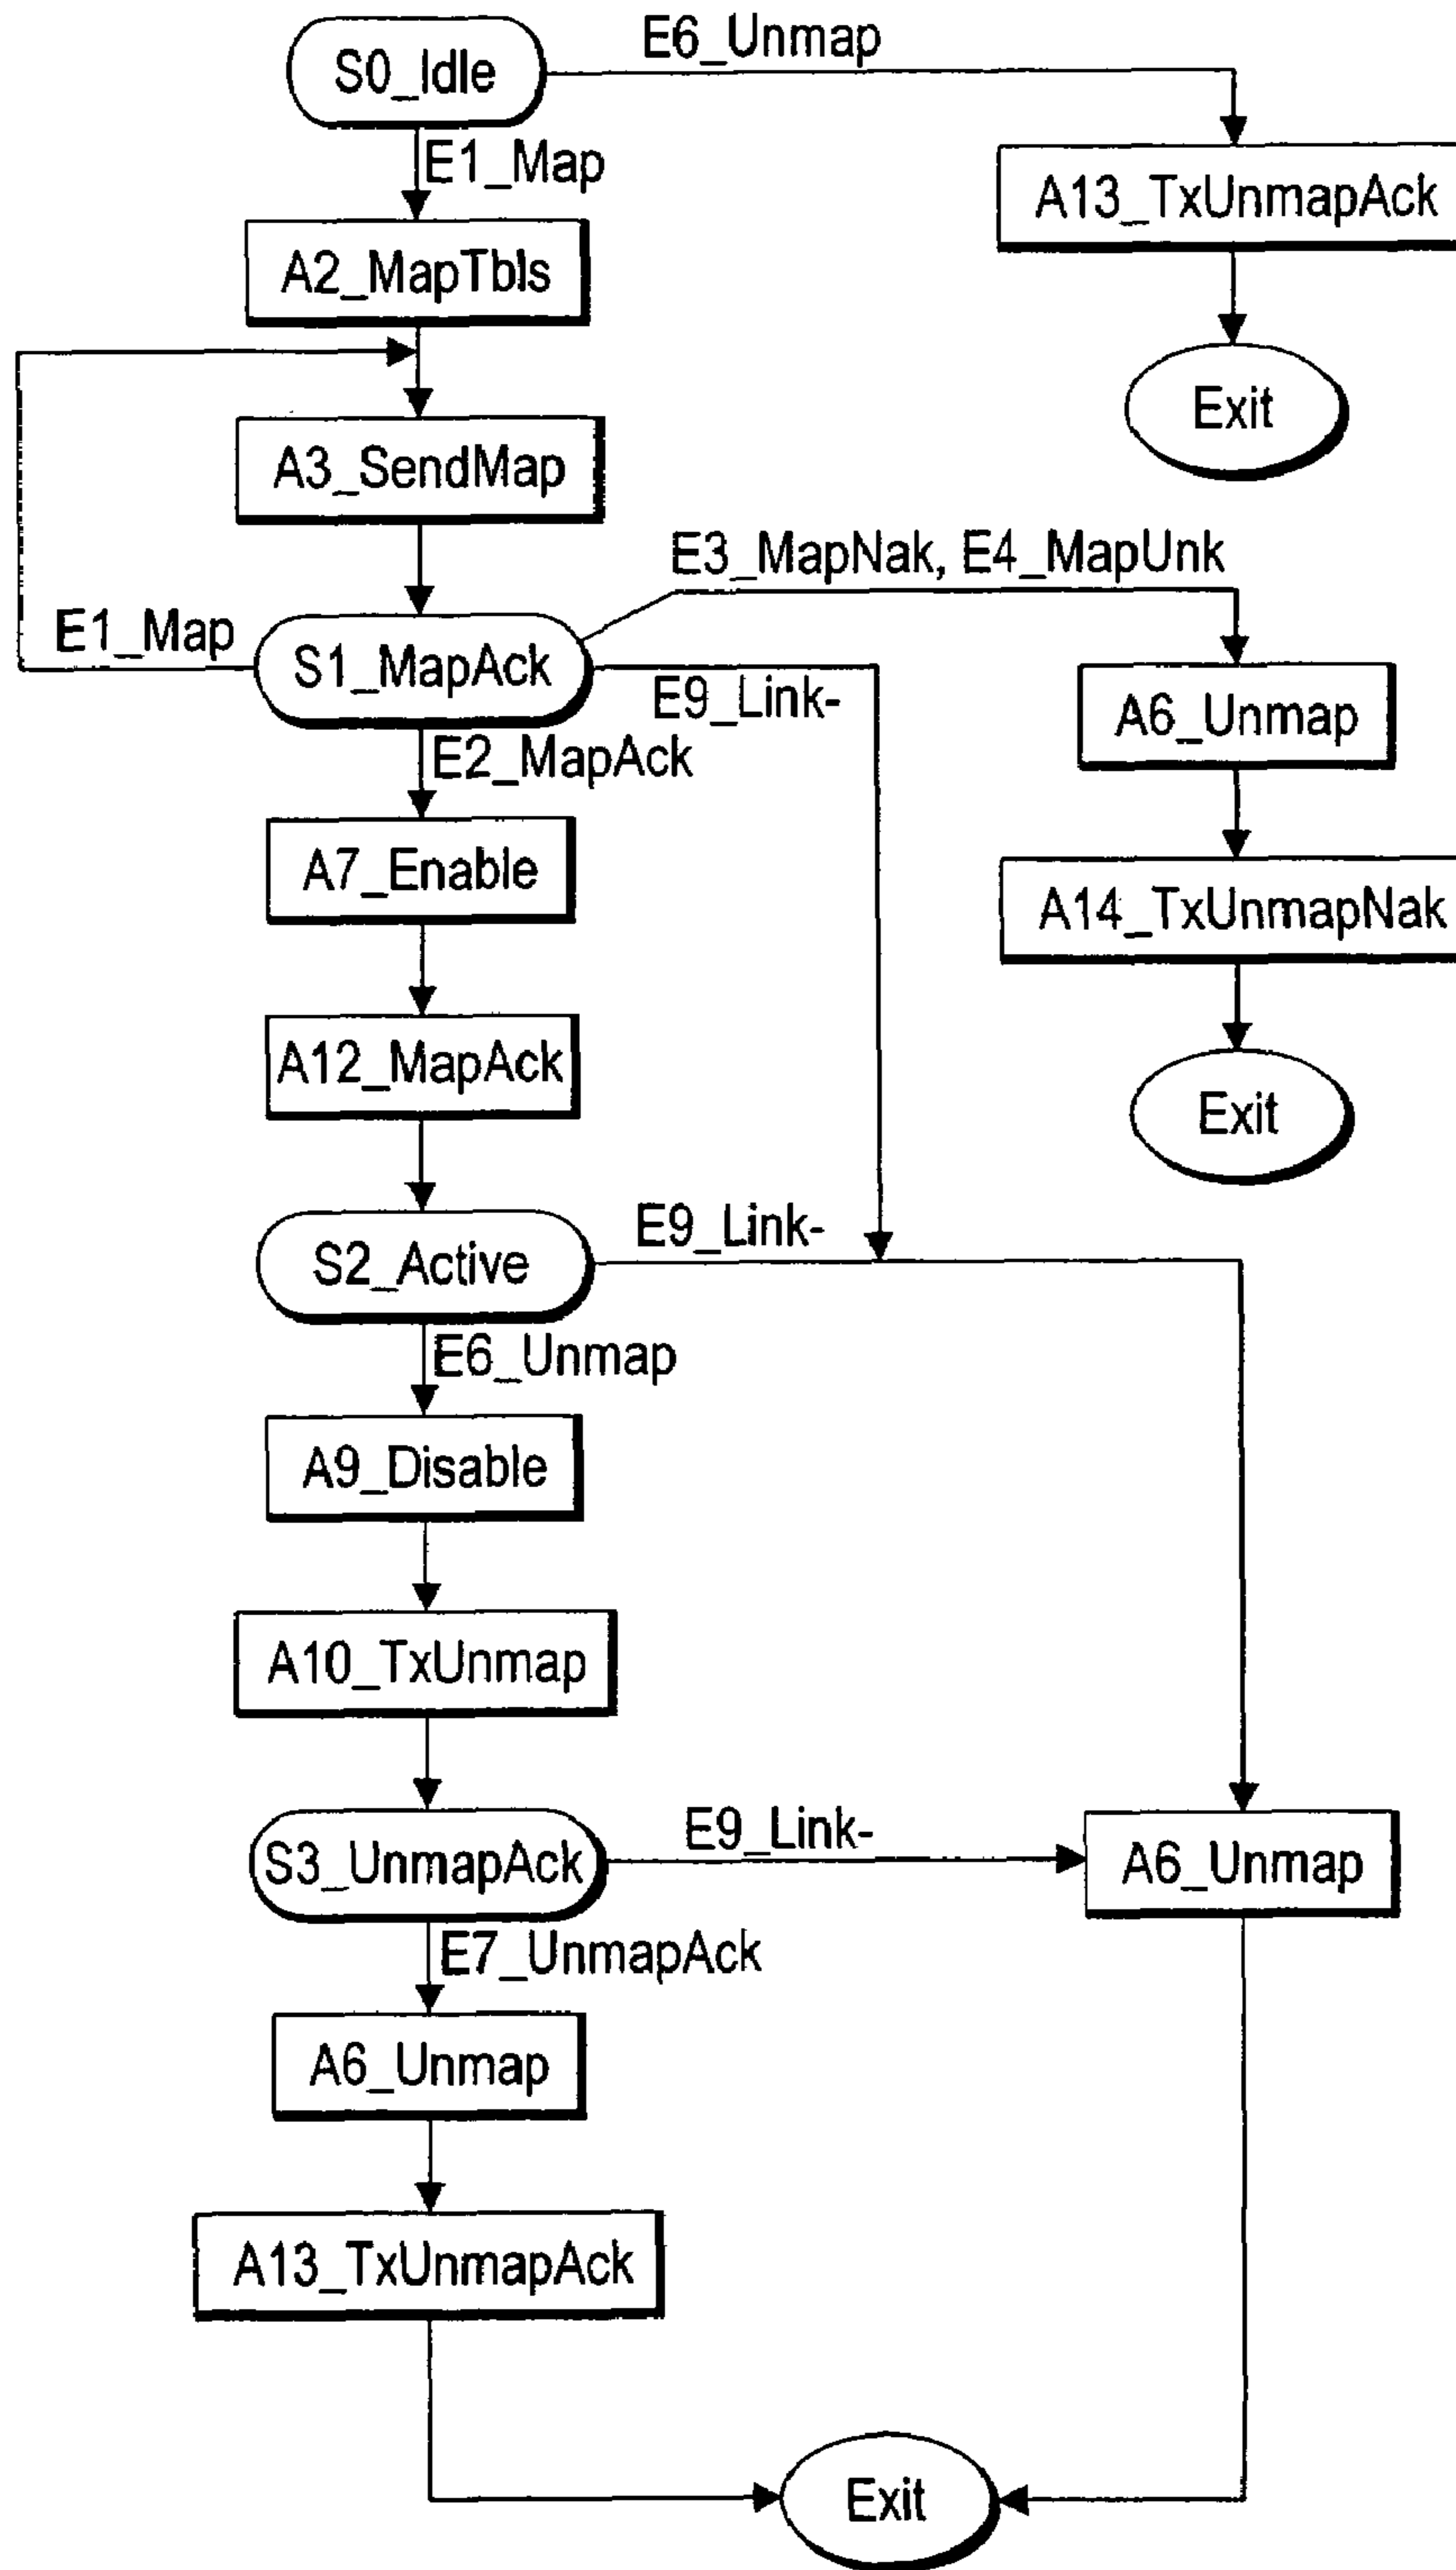 E6_Unmap
S0_Idle
E1_Map
A13_TxUnmapAck
A2_MapTbls
Exit
A3_SendMap
E3_MapNak, E4_MapUnk
E1_Map
S1_MapAck
E9_Link-
A6_Unmap
E2_MapAck
A7_Enable
A14_TxUnmapNak
A12_MapAck
Exit
E9_Link-
S2_Active
E6_Unmap
A9_Disable
A10_TxUnmap
E9_Link-
S3_UnmapAck
A6_Unmap
E7_UnmapAck
A6_Unmap
A13_TxUnmapAck
Exit